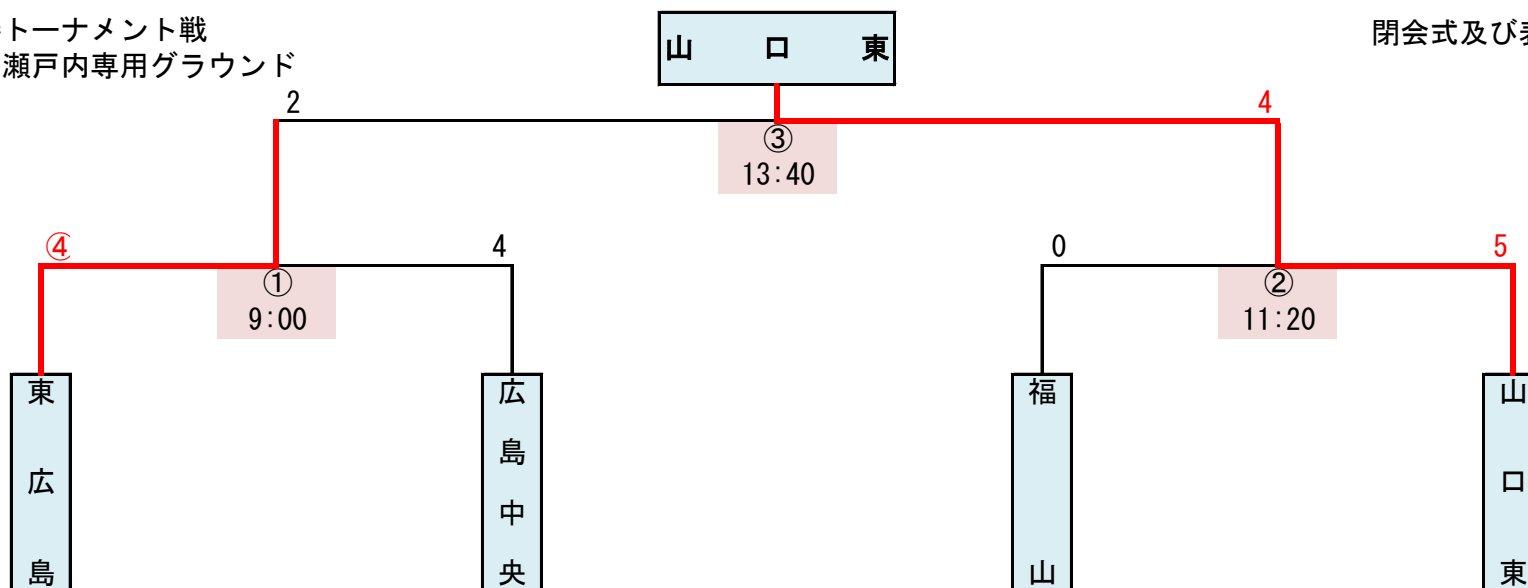 トーナメント戦
瀬戸内専用グラウンド
山口東
閉会式及び
2
4
③
13:40
④
4
0
5
①
9:00
②
11:20
東広島
広島中央
福山
山口東